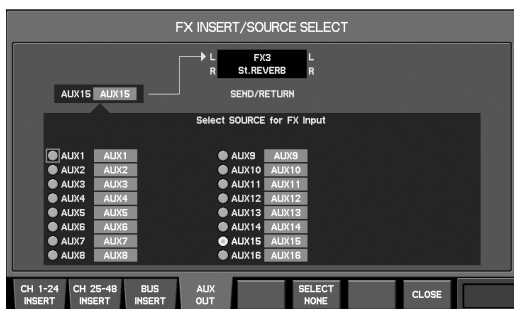 FX INSERT/SOURCE SELECT
L FX3 L
R St.REVERB R
AUX15 AUX15
SEND/RETURN
Select SOURCE for FX Input
AUX1 AUX1 AUX9 AUX9
AUX2 AUX2 AUX10 AUX10
AUX3 AUX3 AUX11 AUX11
AUX4 AUX4 AUX12 AUX12
AUX5 AUX5 AUX13 AUX13
AUX6 AUX6 AUX14 AUX14
AUX7 AUX7 AUX15 AUX15
AUX8 AUX8 AUX16 AUX16
CH 1-24 INSERT
CH 25-48 INSERT
BUS INSERT
AUX OUT
SELECT NONE
CLOSE